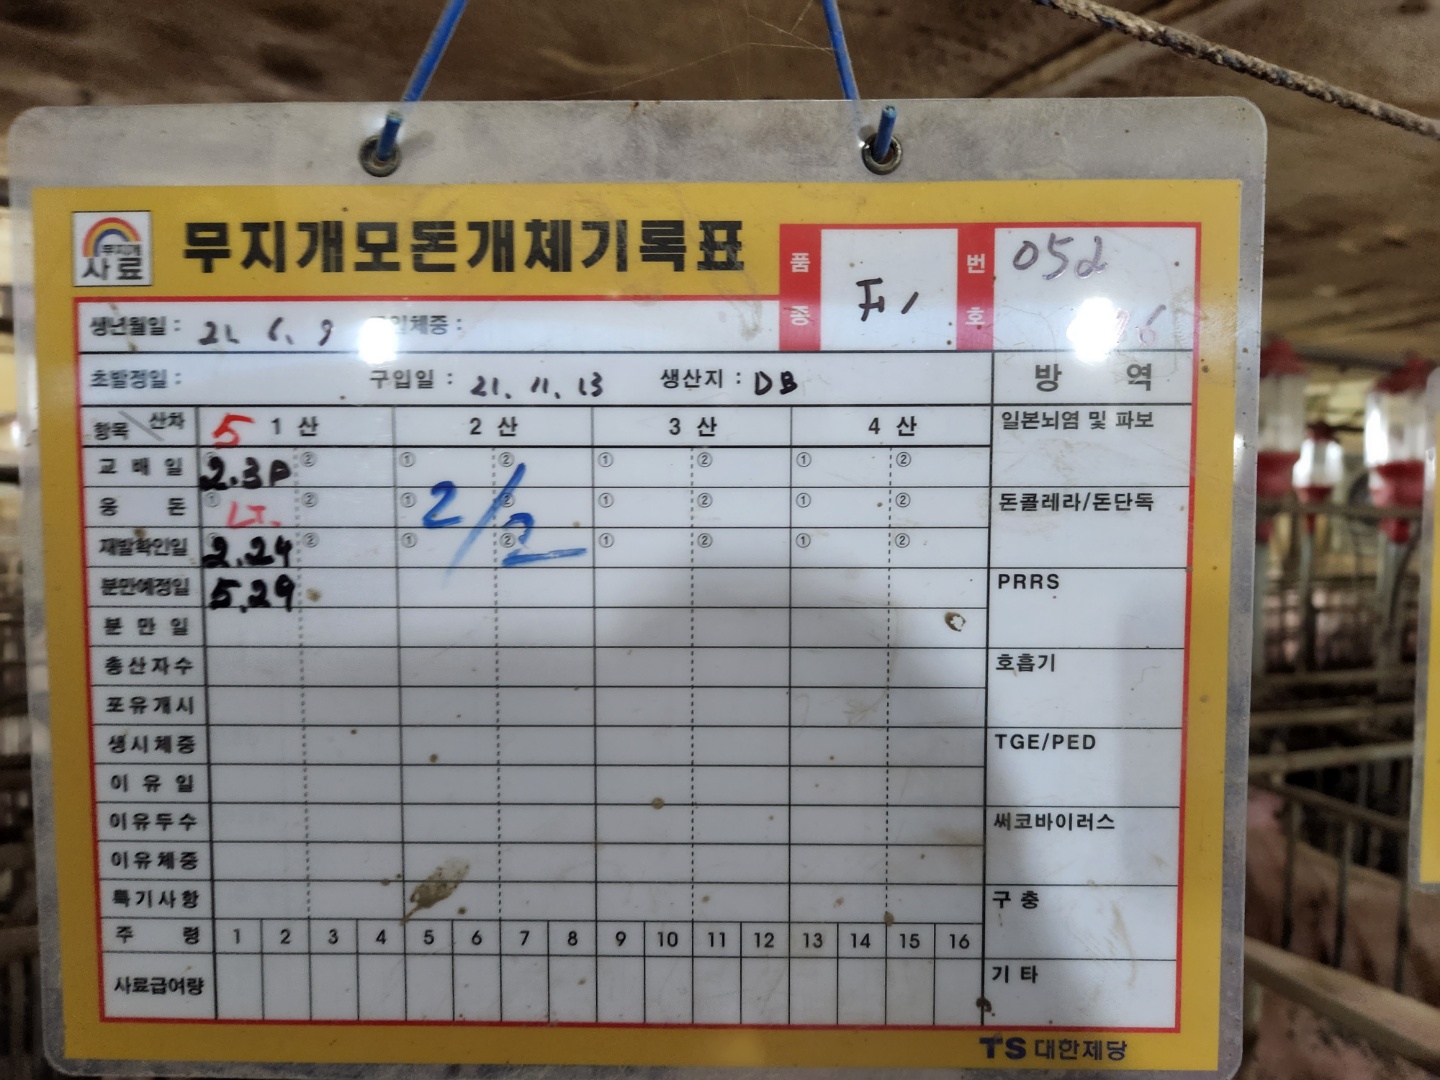 무지개
사료
무지개모돈개체기록표
품종 F1
번호 052
생년월일 : 21. 6. 9 구입체중 :
초발정일 : 구입일 : 21. 11. 13 생산지 : DB
방 역
항목 산차 5 1 산 2 산 3 산 4 산
일본뇌염 및 파보
교 배 일 ① 2.3 A ② ① ② ① ② ① ②
웅 돈 ① LT. ② ① ② ① ② ① ②
2/2
돈콜레라/돈단독
재발확인일 ① 2.24 ② ① ② ① ② ① ②
분만예정일 5.29
PRRS
분 만 일
총산자수
호흡기
포유개시
생시체중
TGE/PED
이 유 일
이유두수
써코바이러스
이유체중
특기사항
구 충
주 령 1 2 3 4 5 6 7 8 9 10 11 12 13 14 15 16
사료급여량
기 타
TS 대한제당